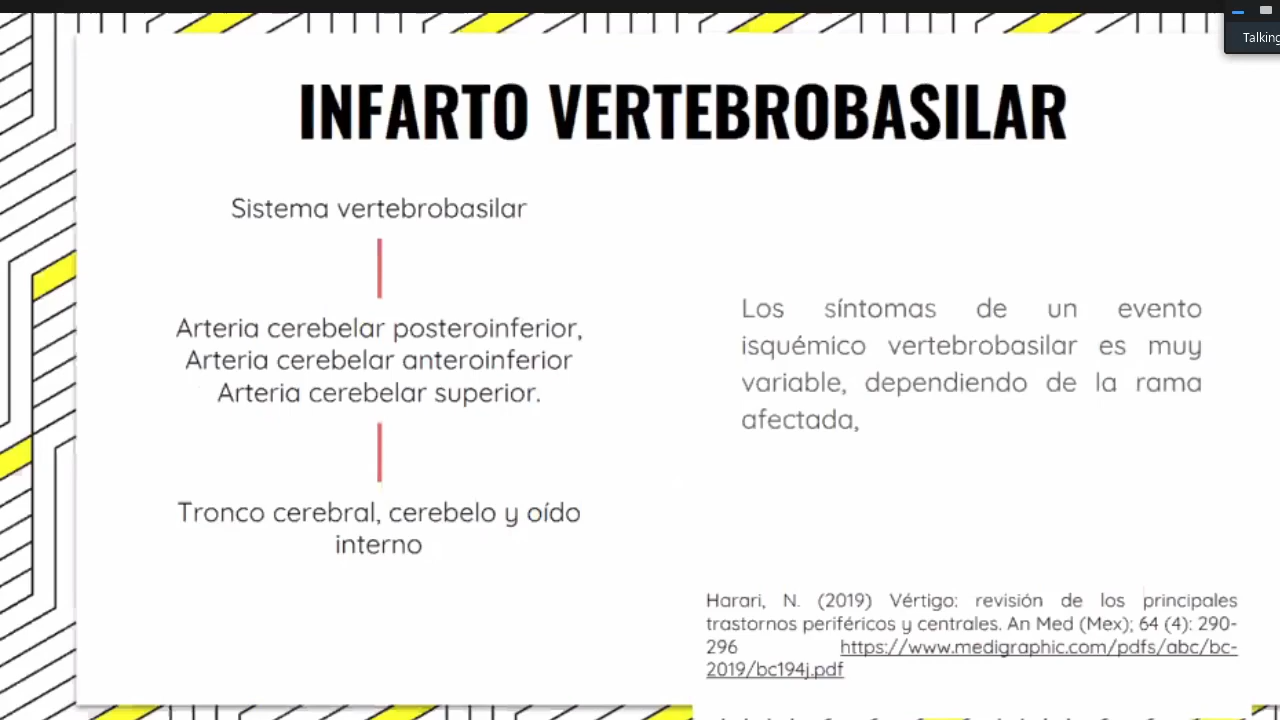 Talking
INFARTO VERTEBROBASILAR
Sistema vertebrobasilar
Arteria cerebelar posteroinferior,
Arteria cerebelar anteroinferior
Arteria cerebelar superior.
Tronco cerebral, cerebelo y oído
interno
Los síntomas de un evento
isquémico vertebrobasilar es muy
variable, dependiendo de la rama
afectada,
Harari, N. (2019) Vértigo: revisión de los principales
trastornos periféricos y centrales. An Med (Mex); 64 (4): 290-
296 https://www.medigraphic.com/pdfs/abc/bc-
2019/bc194j.pdf